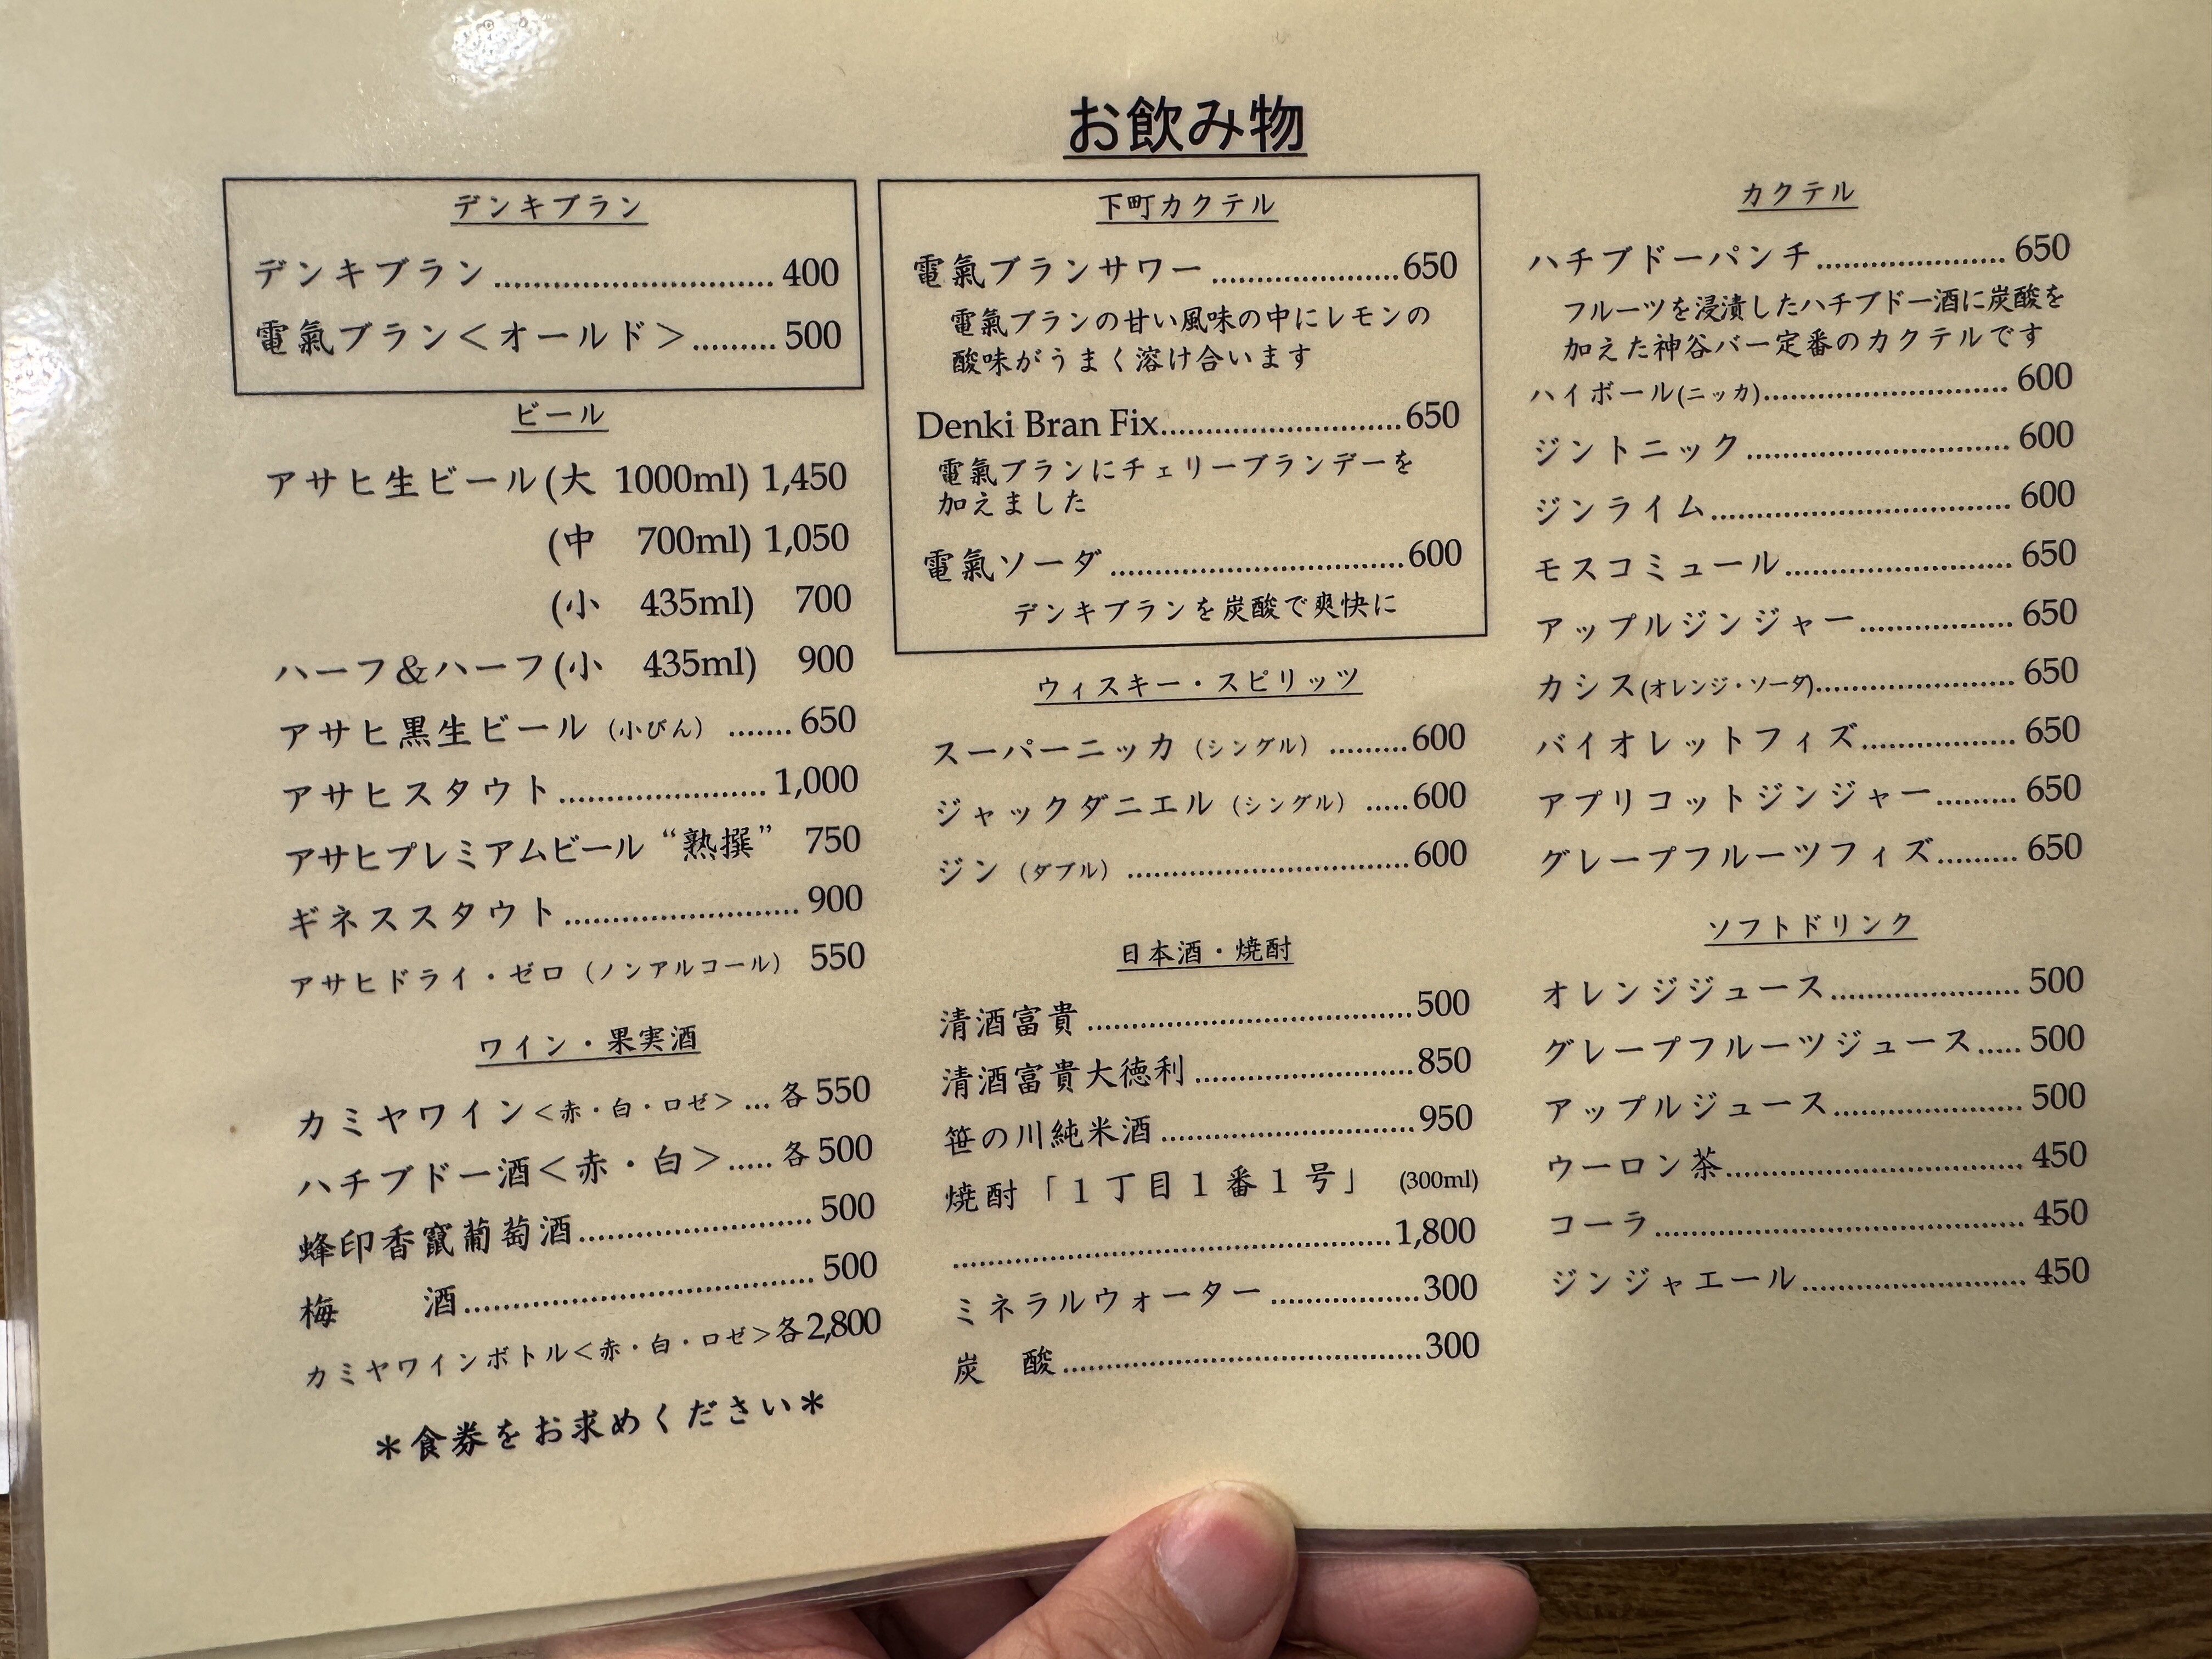 お飲み物
デンキブラン
デンキブラン..............................400
電氣ブラン＜オールド＞.........500
ビール
アサヒ生ビール(大 1000ml) 1,450
(中 700ml) 1,050
(小 435ml) 700
ハーフ＆ハーフ(小 435ml) 900
アサヒ黒生ビール（小びん）.......650
アサヒスタウト......................1,000
アサヒプレミアムビール“熟撰” 750
ギネススタウト.........................900
アサヒドライ・ゼロ（ノンアルコール） 550
ワイン・果実酒
カミヤワイン＜赤・白・ロゼ＞...各550
ハチブドー酒＜赤・白＞.....各500
蜂印香竄葡萄酒.........................500
梅 酒.....................................500
カミヤワインボトル＜赤・白・ロゼ＞各2,800
＊食券をお求めください＊
下町カクテル
電氣ブランサワー....................650
電氣ブランの甘い風味の中にレモンの
酸味がうまく溶け合います
Denki Bran Fix..........................650
電氣ブランにチェリーブランデーを
加えました
電氣ソーダ................................600
デンキブランを炭酸で爽快に
ウィスキー・スピリッツ
スーパーニッカ（シングル）.........600
ジャックダニエル（シングル）.....600
ジン（ダブル）..............................600
日本酒・焼酎
清酒富貴...................................500
清酒富貴大徳利........................850
笹の川純米酒...........................950
焼酎「１丁目１番１号」 (300ml)
...............................................1,800
ミネラルウォーター................300
炭 酸.......................................300
カクテル
ハチブドーパンチ.....................650
フルーツを浸漬したハチブドー酒に炭酸を
加えた神谷バー定番のカクテルです
ハイボール(ニッカ)...........................600
ジントニック.............................600
ジンライム.................................600
モスコミュール.........................650
アップルジンジャー.................650
カシス(オレンジ・ソーダ)......................650
バイオレットフィズ.................650
アプリコットジンジャー.........650
グレープフルーツフィズ.........650
ソフトドリンク
オレンジジュース.....................500
グレープフルーツジュース.....500
アップルジュース.....................500
ウーロン茶.................................450
コーラ.........................................450
ジンジャエール.........................450